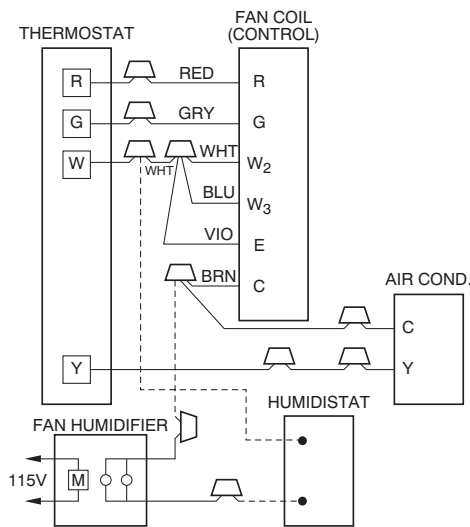 FAN COIL
(CONTROL)
THERMOSTAT
R RED R
G GRY G
W WHT WHT W2
BLU W3
VIO E
BRN C
AIR COND.
C
Y Y
HUMIDISTAT
FAN HUMIDIFIER
115V M